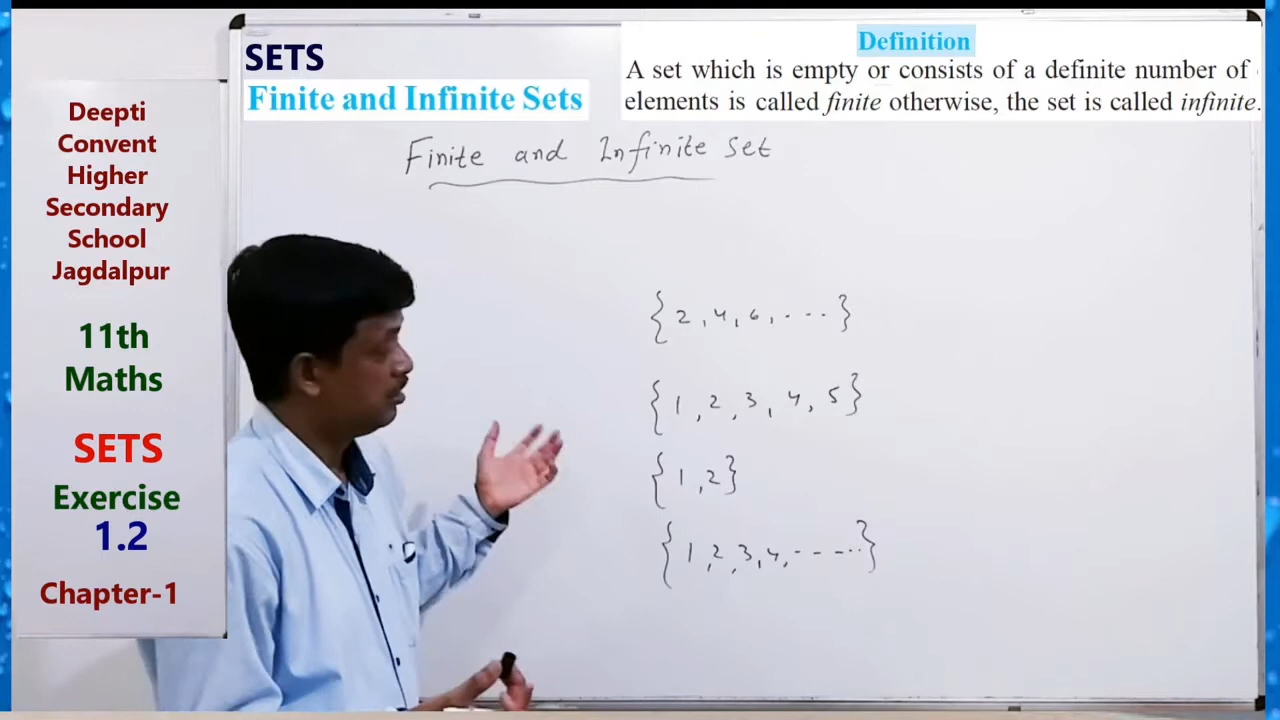 SETS
Finite and Infinite Sets
Definition
A set which is empty or consists of a definite number of
elements is called finite otherwise, the set is called infinite.
Deepti
Convent
Higher
Secondary
School
Jagdalpur
11th
Maths
SETS
Exercise
1.2
Chapter-1
Finite and Infinite Set
{2, 4, 6, - - - -}
{1, 2, 3, 4, 5}
{1, 2}
{1, 2, 3, 4, - - - - -}